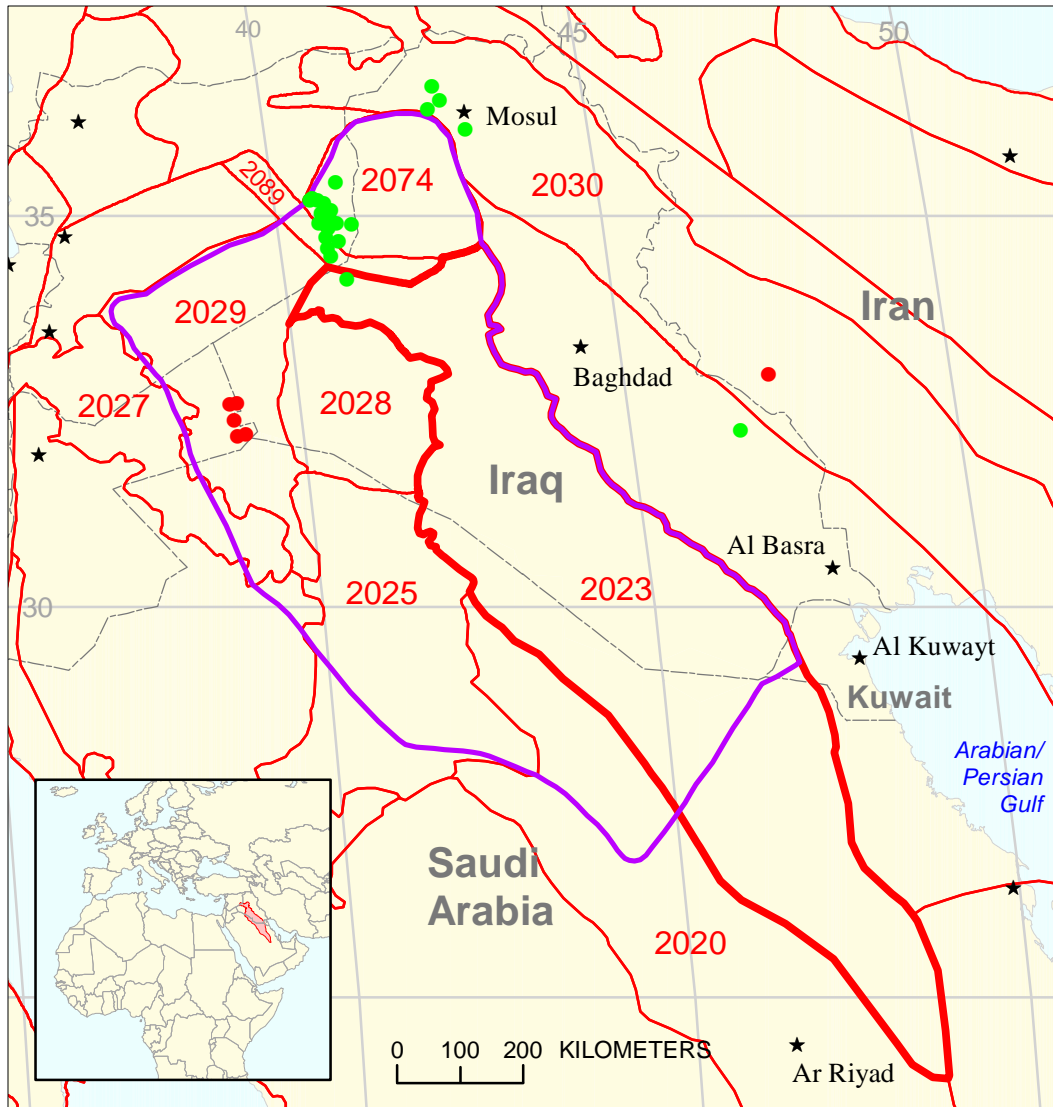 40
45
50
Mosul
2089
2074
2030
35
Iran
2029
Baghdad
2027
2028
Iraq
Al Basra
2025
2023
30
Al Kuwayt
Kuwait
Arabian/
Persian
Gulf
Saudi
Arabia
2020
0 100 200 KILOMETERS
Ar Riyad